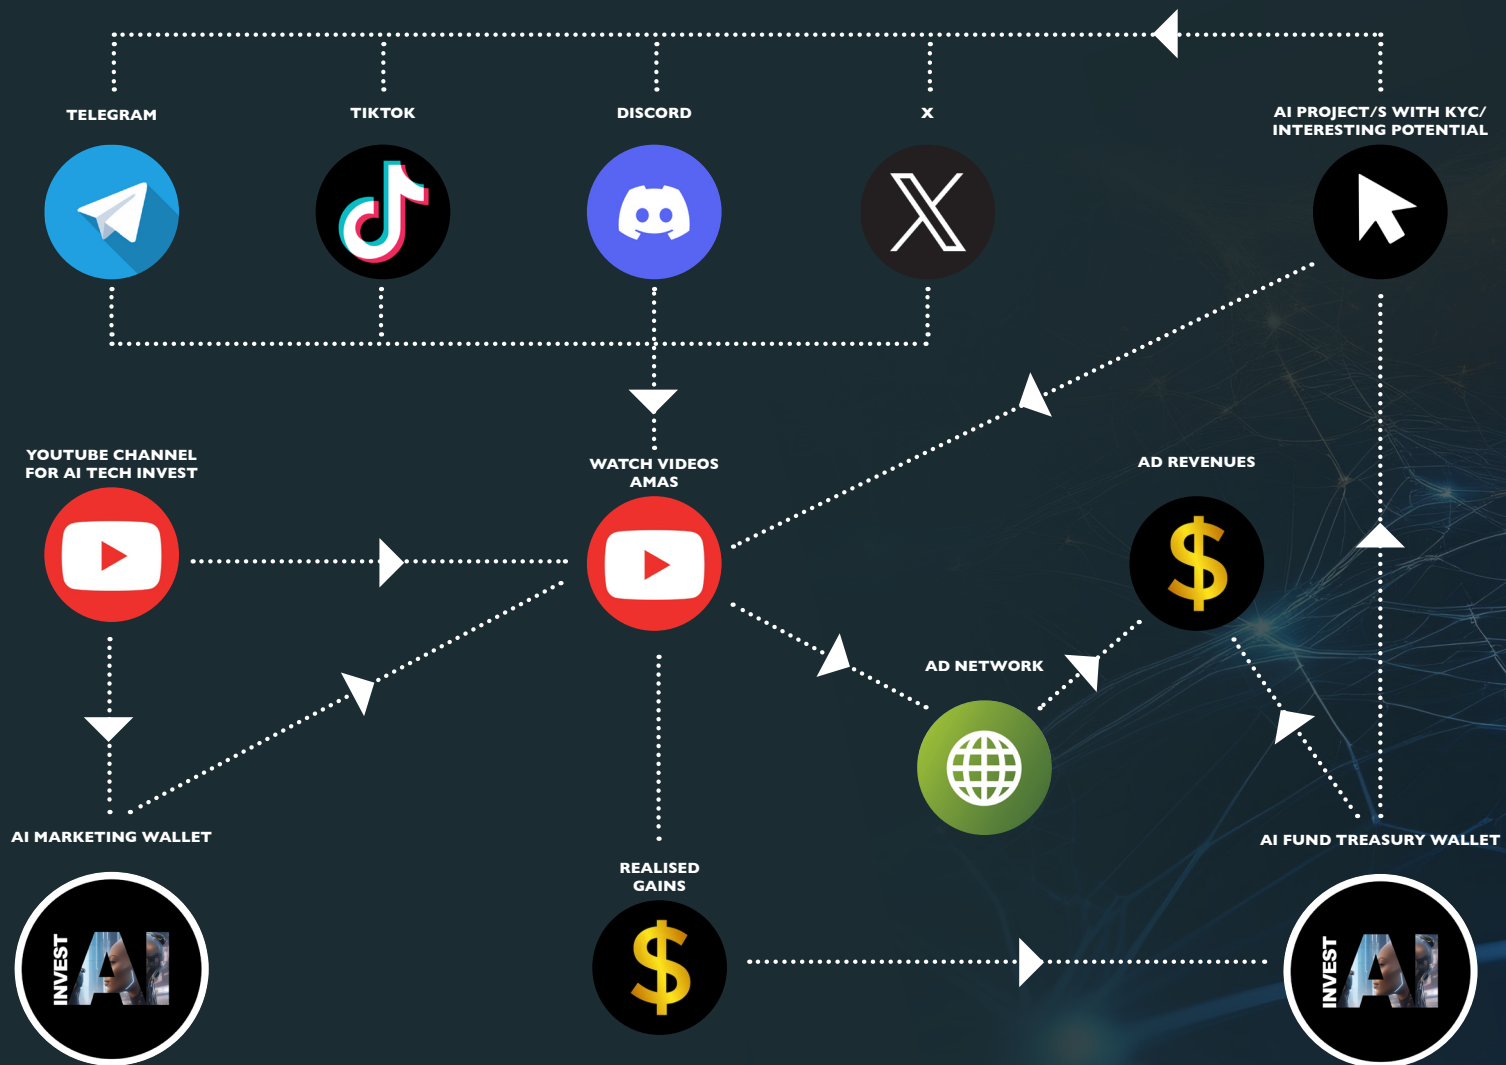 TELEGRAM
TIKTOK
DISCORD
X
AI PROJECT/S WITH KYC/
INTERESTING POTENTIAL
YOUTUBE CHANNEL
FOR AI TECH INVEST
WATCH VIDEOS
AMAS
AD REVENUES
AD NETWORK
AI MARKETING WALLET
REALISED
GAINS
AI FUND TREASURY WALLET
INVEST
AI
$
$
INVEST
AI